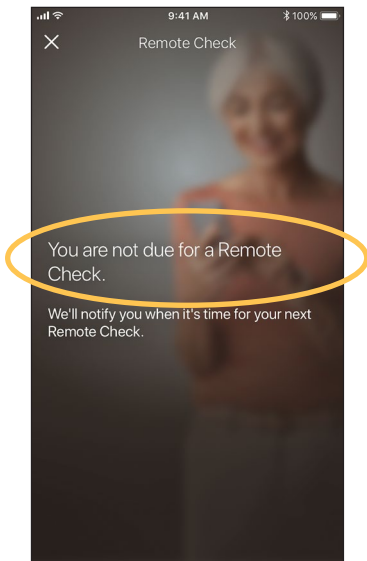 9:41 AM
100%
Remote Check
You are not due for a Remote
Check.
We'll notify you when it's time for your next
Remote Check.